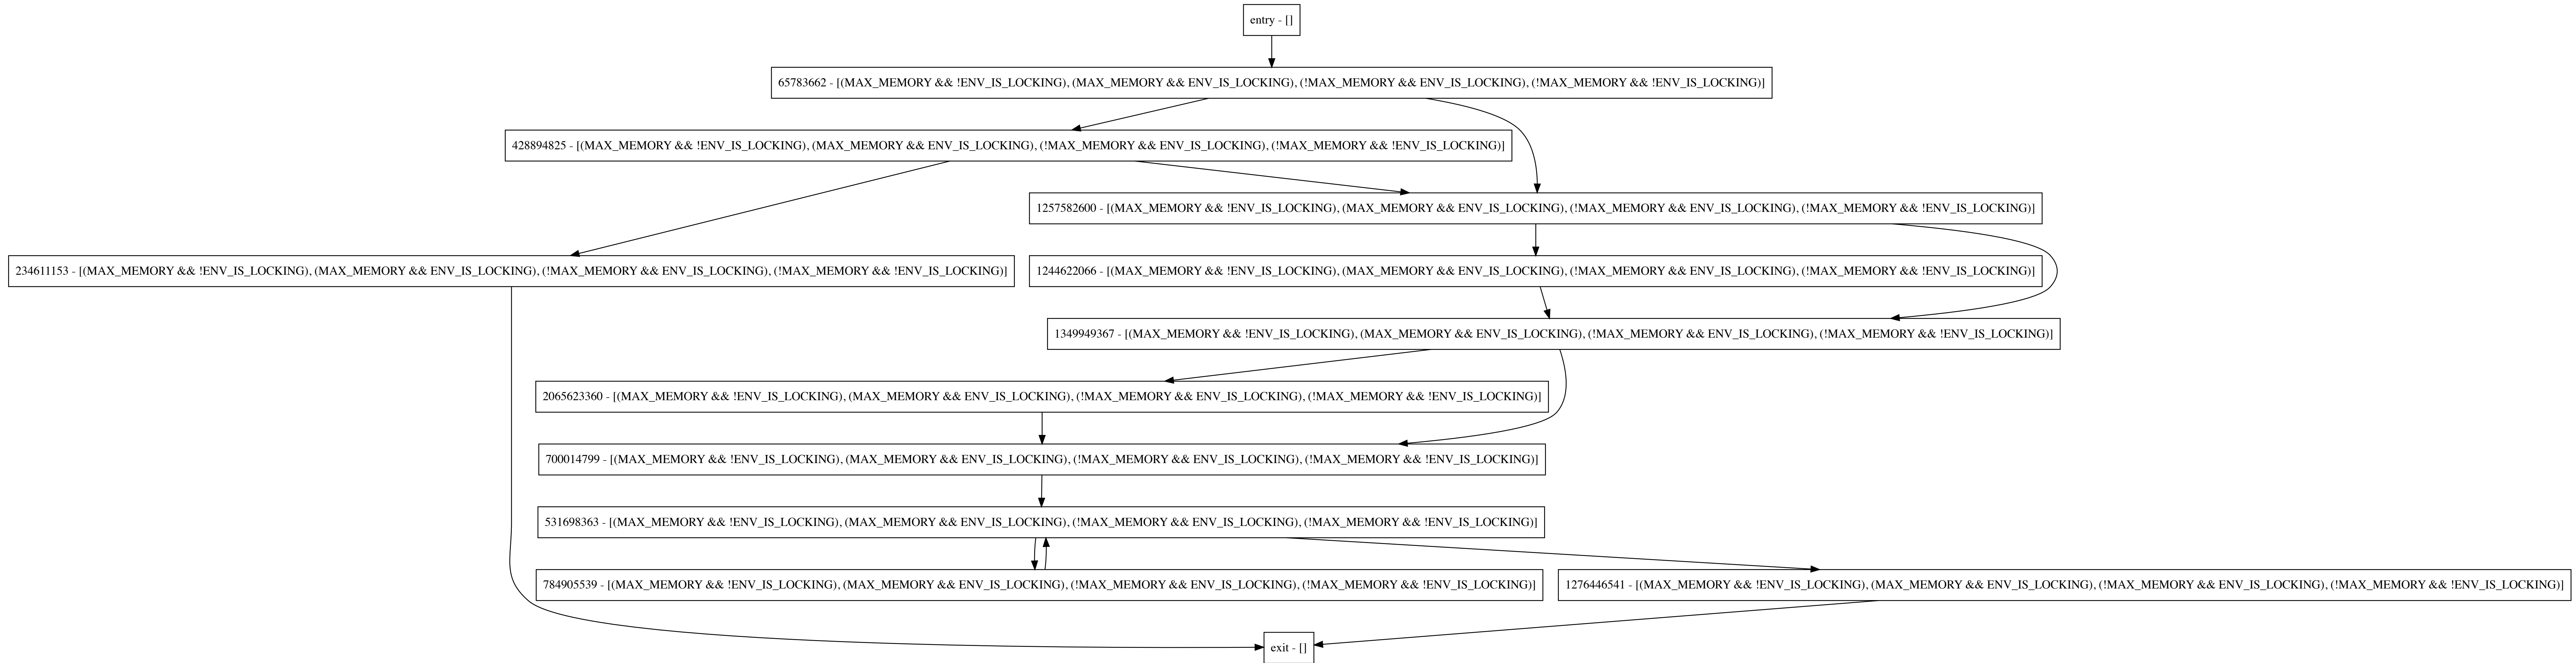 entry - []
65783662 - [(MAX_MEMORY && !ENV_IS_LOCKING), (MAX_MEMORY && ENV_IS_LOCKING), (!MAX_MEMORY && ENV_IS_LOCKING), (!MAX_MEMORY && !ENV_IS_LOCKING)]
428894825 - [(MAX_MEMORY && !ENV_IS_LOCKING), (MAX_MEMORY && ENV_IS_LOCKING), (!MAX_MEMORY && ENV_IS_LOCKING), (!MAX_MEMORY && !ENV_IS_LOCKING)]
1257582600 - [(MAX_MEMORY && !ENV_IS_LOCKING), (MAX_MEMORY && ENV_IS_LOCKING), (!MAX_MEMORY && ENV_IS_LOCKING), (!MAX_MEMORY && !ENV_IS_LOCKING)]
234611153 - [(MAX_MEMORY && !ENV_IS_LOCKING), (MAX_MEMORY && ENV_IS_LOCKING), (!MAX_MEMORY && ENV_IS_LOCKING), (!MAX_MEMORY && !ENV_IS_LOCKING)]
1244622066 - [(MAX_MEMORY && !ENV_IS_LOCKING), (MAX_MEMORY && ENV_IS_LOCKING), (!MAX_MEMORY && ENV_IS_LOCKING), (!MAX_MEMORY && !ENV_IS_LOCKING)]
1349949367 - [(MAX_MEMORY && !ENV_IS_LOCKING), (MAX_MEMORY && ENV_IS_LOCKING), (!MAX_MEMORY && ENV_IS_LOCKING), (!MAX_MEMORY && !ENV_IS_LOCKING)]
2065623360 - [(MAX_MEMORY && !ENV_IS_LOCKING), (MAX_MEMORY && ENV_IS_LOCKING), (!MAX_MEMORY && ENV_IS_LOCKING), (!MAX_MEMORY && !ENV_IS_LOCKING)]
700014799 - [(MAX_MEMORY && !ENV_IS_LOCKING), (MAX_MEMORY && ENV_IS_LOCKING), (!MAX_MEMORY && ENV_IS_LOCKING), (!MAX_MEMORY && !ENV_IS_LOCKING)]
531698363 - [(MAX_MEMORY && !ENV_IS_LOCKING), (MAX_MEMORY && ENV_IS_LOCKING), (!MAX_MEMORY && ENV_IS_LOCKING), (!MAX_MEMORY && !ENV_IS_LOCKING)]
784905539 - [(MAX_MEMORY && !ENV_IS_LOCKING), (MAX_MEMORY && ENV_IS_LOCKING), (!MAX_MEMORY && ENV_IS_LOCKING), (!MAX_MEMORY && !ENV_IS_LOCKING)]
1276446541 - [(MAX_MEMORY && !ENV_IS_LOCKING), (MAX_MEMORY && ENV_IS_LOCKING), (!MAX_MEMORY && ENV_IS_LOCKING), (!MAX_MEMORY && !ENV_IS_LOCKING)]
exit - []